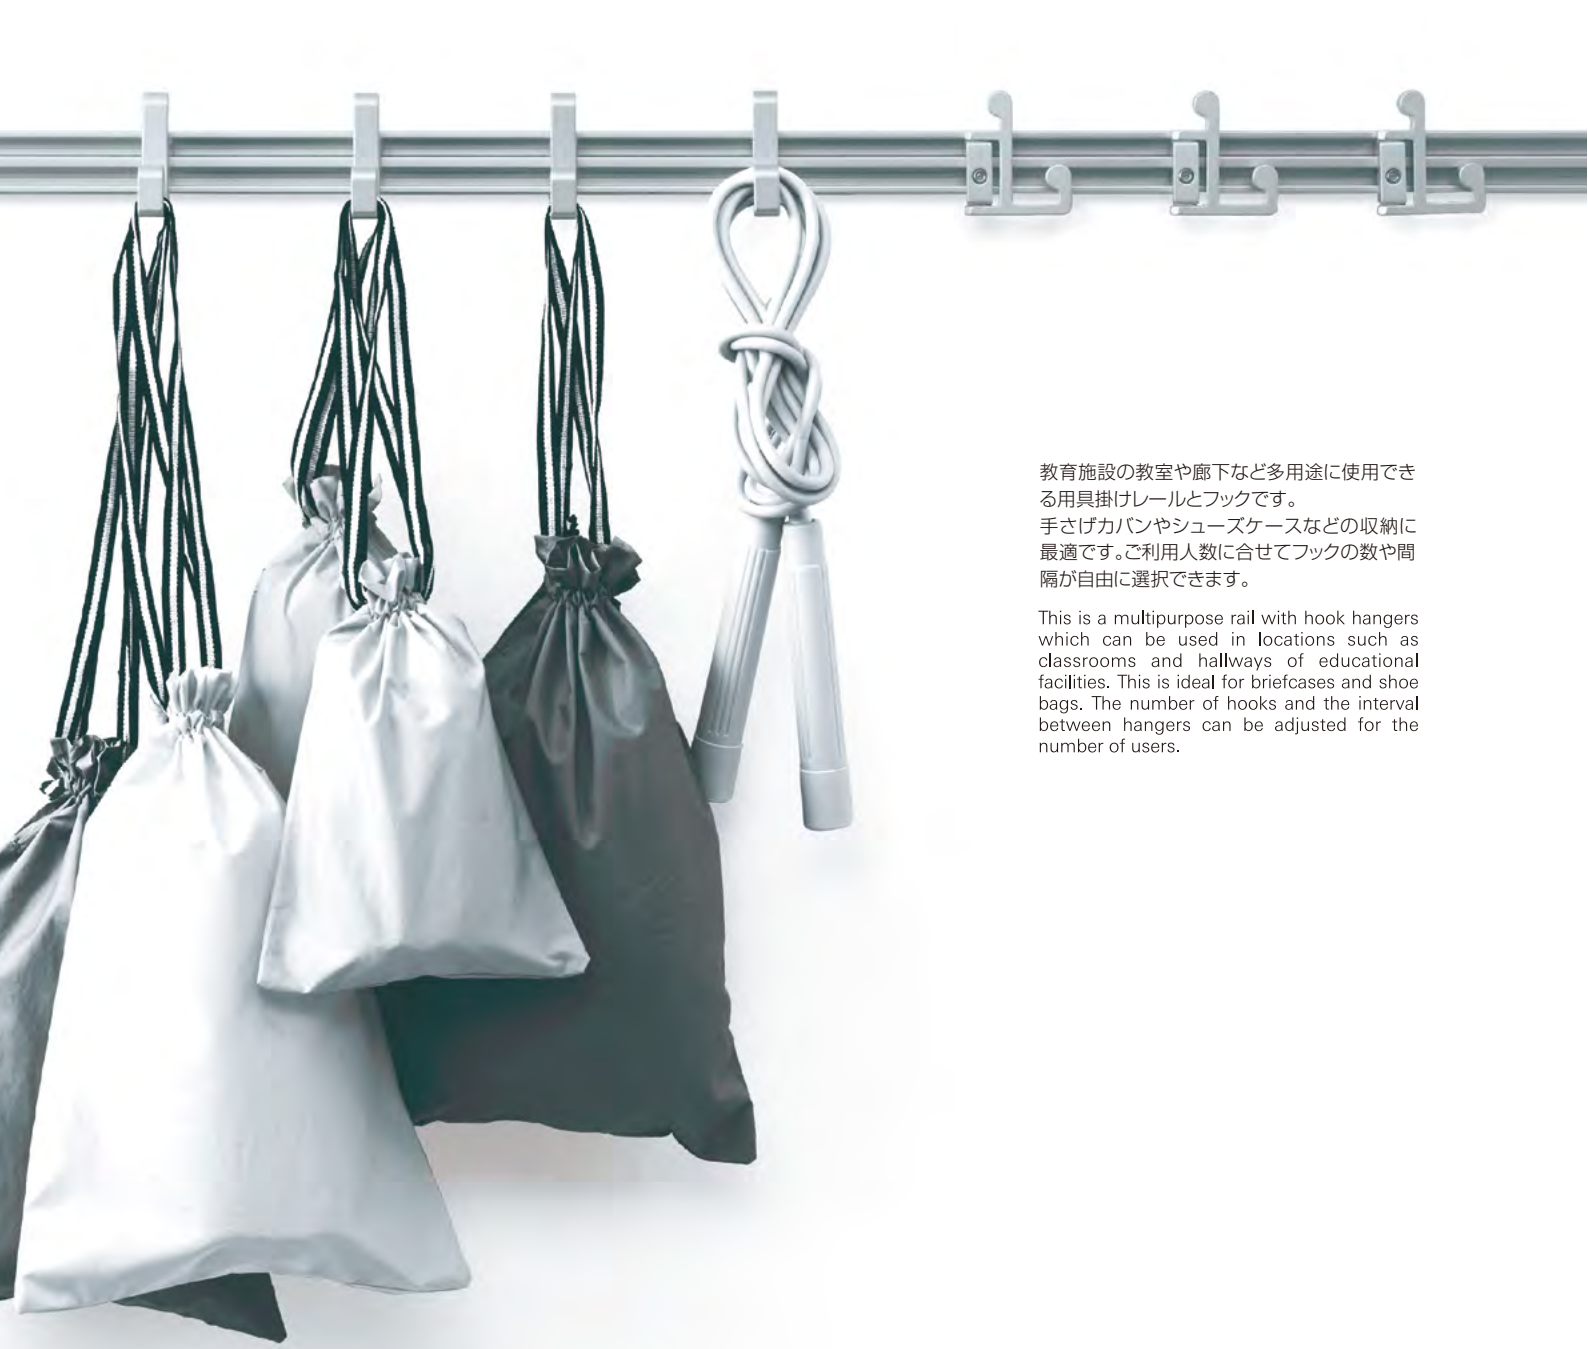 教育施設の教室や廊下など多用途に使用でき
る用具掛けレールとフックです。
手さげカバンやシューズケースなどの収納に
最適です。ご利用人数に合せてフックの数や間
隔が自由に選択できます。
This is a multipurpose rail with hook hangers
which can be used in locations such as
classrooms and hallways of educational
facilities. This is ideal for briefcases and shoe
bags. The number of hooks and the interval
between hangers can be adjusted for the
number of users.